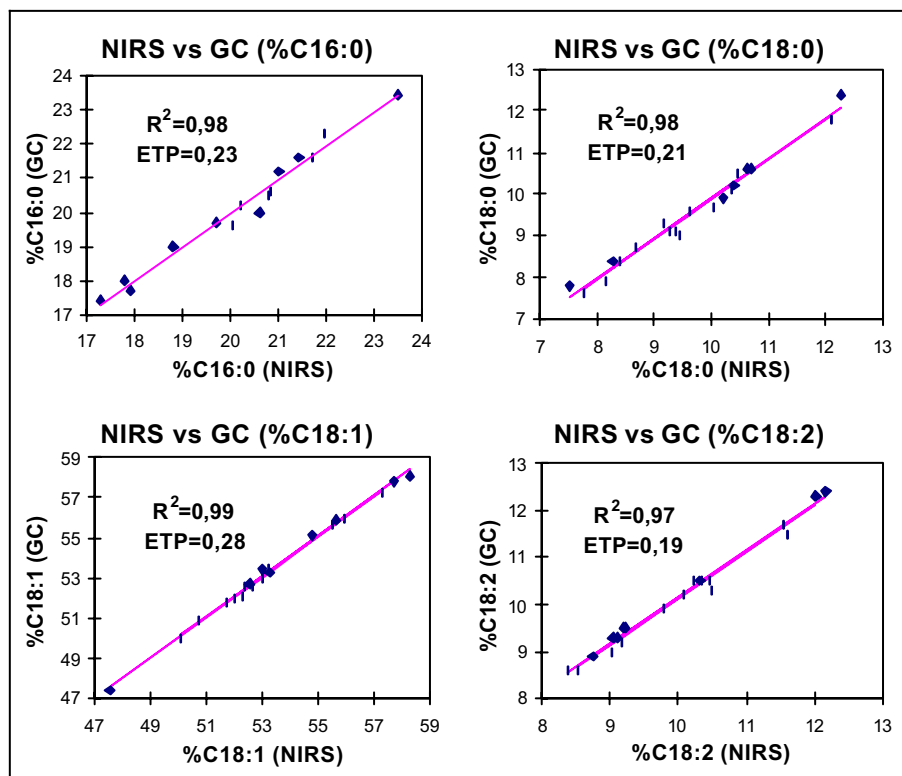 NIRS vs GC (%C16:0)
24
23
22
21
20
19
18
17
%C16:0 (GC)
R²=0,98
ETP=0,23
17 18 19 20 21 22 23 24
%C16:0 (NIRS)
NIRS vs GC (%C18:0)
13
12
11
10
9
8
7
%C18:0 (GC)
R²=0,98
ETP=0,21
7 8 9 10 11 12 13
%C18:0 (NIRS)
NIRS vs GC (%C18:1)
59
57
55
53
51
49
47
%C18:1 (GC)
R²=0,99
ETP=0,28
47 49 51 53 55 57 59
%C18:1 (NIRS)
NIRS vs GC (%C18:2)
13
12
11
10
9
8
%C18:2 (GC)
R²=0,97
ETP=0,19
8 9 10 11 12 13
%C18:2 (NIRS)